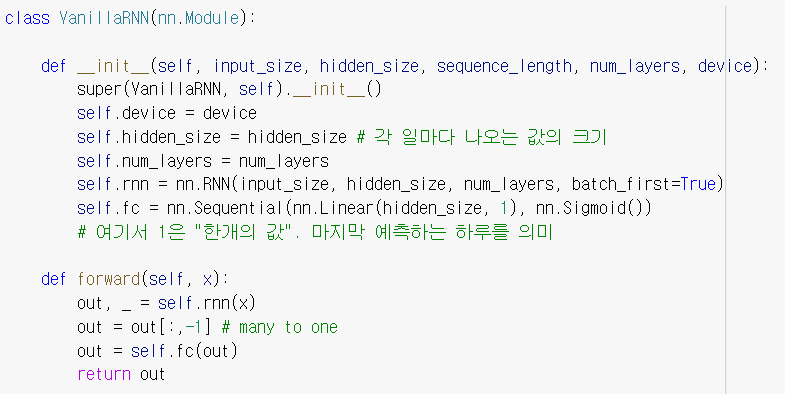 class VanillaRNN(nn.Module):
def __init__(self, input_size, hidden_size, sequence_length, num_layers, device):
super(VanillaRNN, self).__init__()
self.device = device
self.hidden_size = hidden_size # 각 일마다 나오는 값의 크기
self.num_layers = num_layers
self.rnn = nn.RNN(input_size, hidden_size, num_layers, batch_first=True)
self.fc = nn.Sequential(nn.Linear(hidden_size, 1), nn.Sigmoid())
# 여기서 1은 "한개의 값". 마지막 예측하는 하루를 의미
def forward(self, x):
out, _ = self.rnn(x)
out = out[:,-1] # many to one
out = self.fc(out)
return out